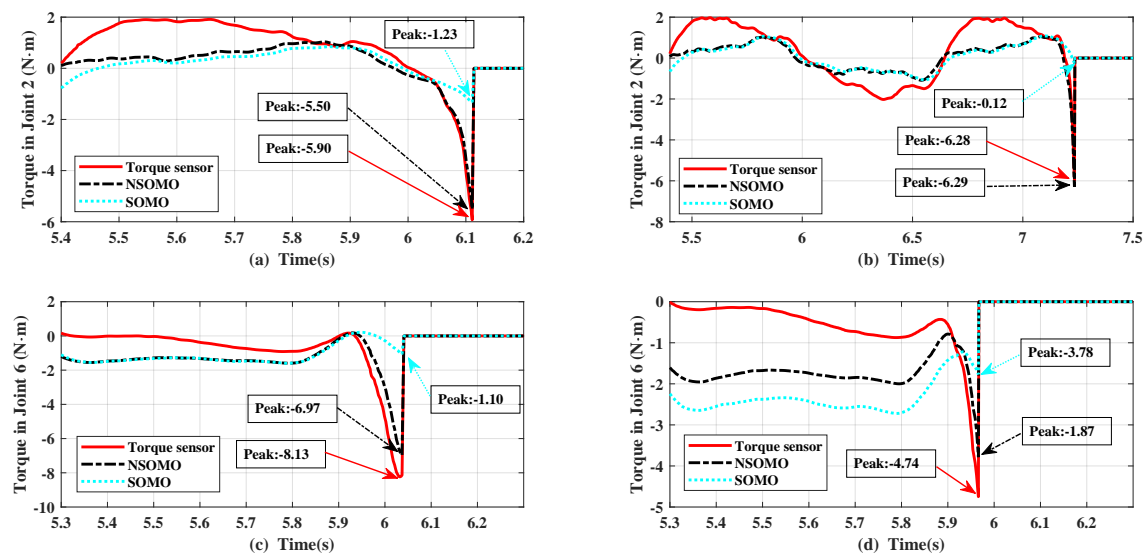 Torque in Joint 2 (N·m)
2
0
-2
-4
-6
Peak:-1.23
Peak:-5.50
Peak:-5.90
Torque sensor
NSOMO
SOMO
5.4
5.5
5.6
5.7
5.8
5.9
6
6.1
6.2
(a) Time(s)
Torque in Joint 2 (N·m)
2
0
-2
-4
-6
-8
Peak:-0.12
Peak:-6.28
Peak:-6.29
Torque sensor
NSOMO
SOMO
5.5
6
6.5
7
7.5
(b) Time(s)
Torque in Joint 6 (N·m)
2
0
-2
-4
-6
-8
-10
Peak:-1.10
Peak:-6.97
Peak:-8.13
Torque sensor
NSOMO
SOMO
5.3
5.4
5.5
5.6
5.7
5.8
5.9
6
6.1
6.2
(c) Time(s)
Torque in Joint 6 (N·m)
0
-1
-2
-3
-4
-5
Peak:-3.78
Peak:-1.87
Peak:-4.74
Torque sensor
NSOMO
SOMO
5.3
5.4
5.5
5.6
5.7
5.8
5.9
6
6.1
6.2
(d) Time(s)